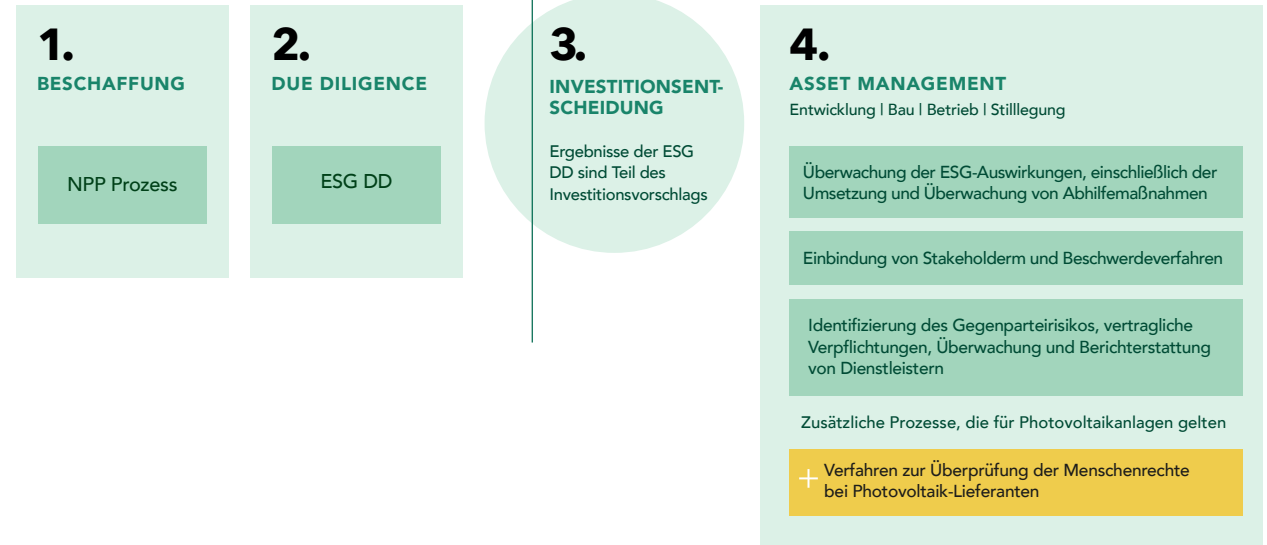 1.
BESCHAFFUNG
NPP Prozess
2.
DUE DILIGENCE
ESG DD
3.
INVESTITIONSENT-
SCHEIDUNG
Ergebnisse der ESG
DD sind Teil des
Investitionsvorschlags
4.
ASSET MANAGEMENT
Entwicklung | Bau | Betrieb | Stilllegung
Überwachung der ESG-Auswirkungen, einschließlich der
Umsetzung und Überwachung von Abhilfemaßnahmen
Einbindung von Stakeholderm und Beschwerdeverfahren
Identifizierung des Gegenparteirisikos, vertragliche
Verpflichtungen, Überwachung und Berichterstattung
von Dienstleistern
Zusätzliche Prozesse, die für Photovoltaikanlagen gelten
+ Verfahren zur Überprüfung der Menschenrechte
bei Photovoltaik-Lieferanten